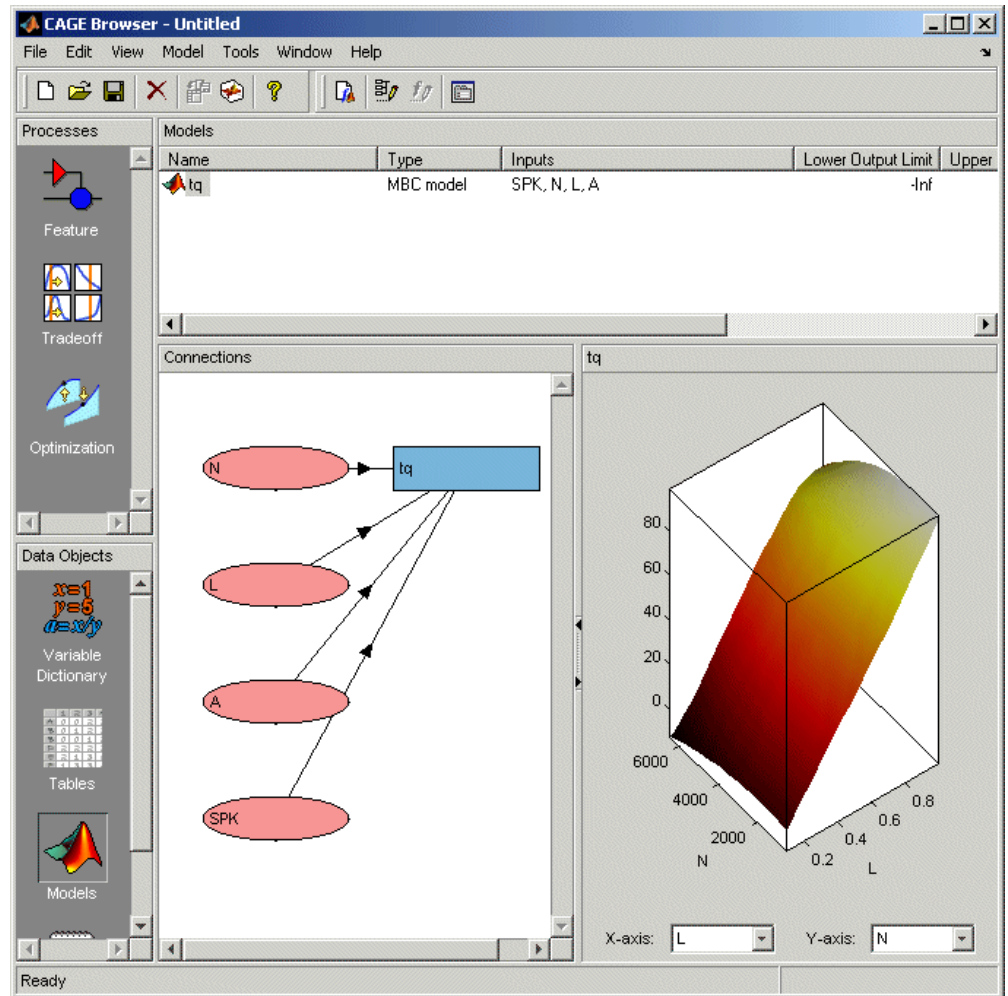 CAGE Browser - Untitled
File Edit View Model Tools Window Help
Processes
Feature
Tradeoff
Optimization
Data Objects
x=1
y=5
a=x/y
Variable
Dictionary
Tables
Models
Models
Name Type Inputs Lower Output Limit Upper
tq MBC model SPK, N, L, A -Inf
Connections
N
tq
L
A
SPK
tq
80
60
40
20
0
6000
4000
2000
N
0.2
0.4
0.6
0.8
L
X-axis: L Y-axis: N
Ready